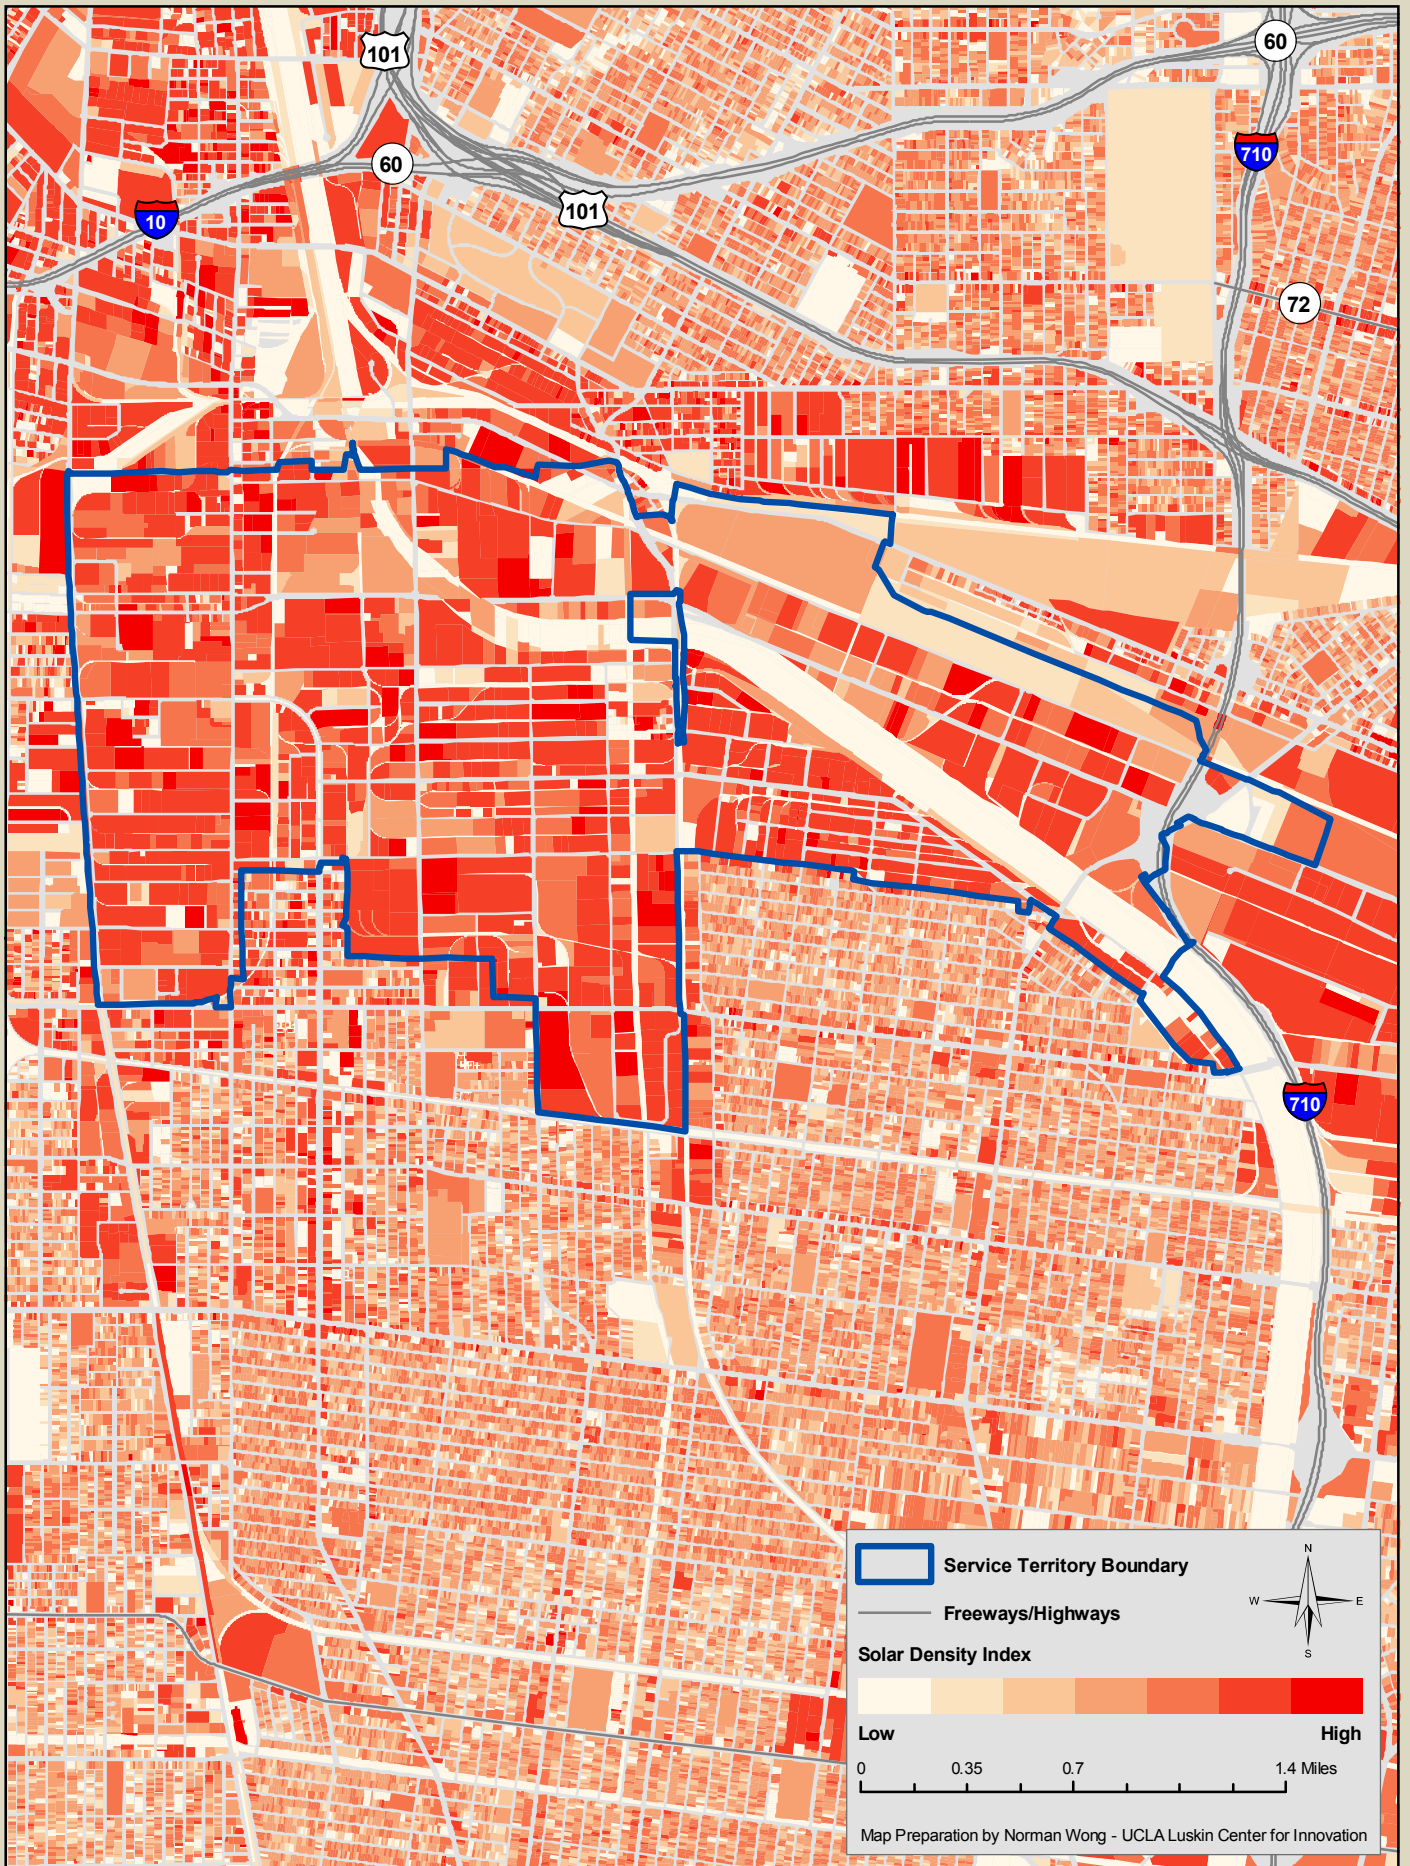 101
60
60
710
10
101
72
710
Service Territory Boundary
Freeways/Highways
N
W
E
S
Solar Density Index
Low High
0 0.35 0.7 1.4 Miles
Map Preparation by Norman Wong - UCLA Luskin Center for Innovation